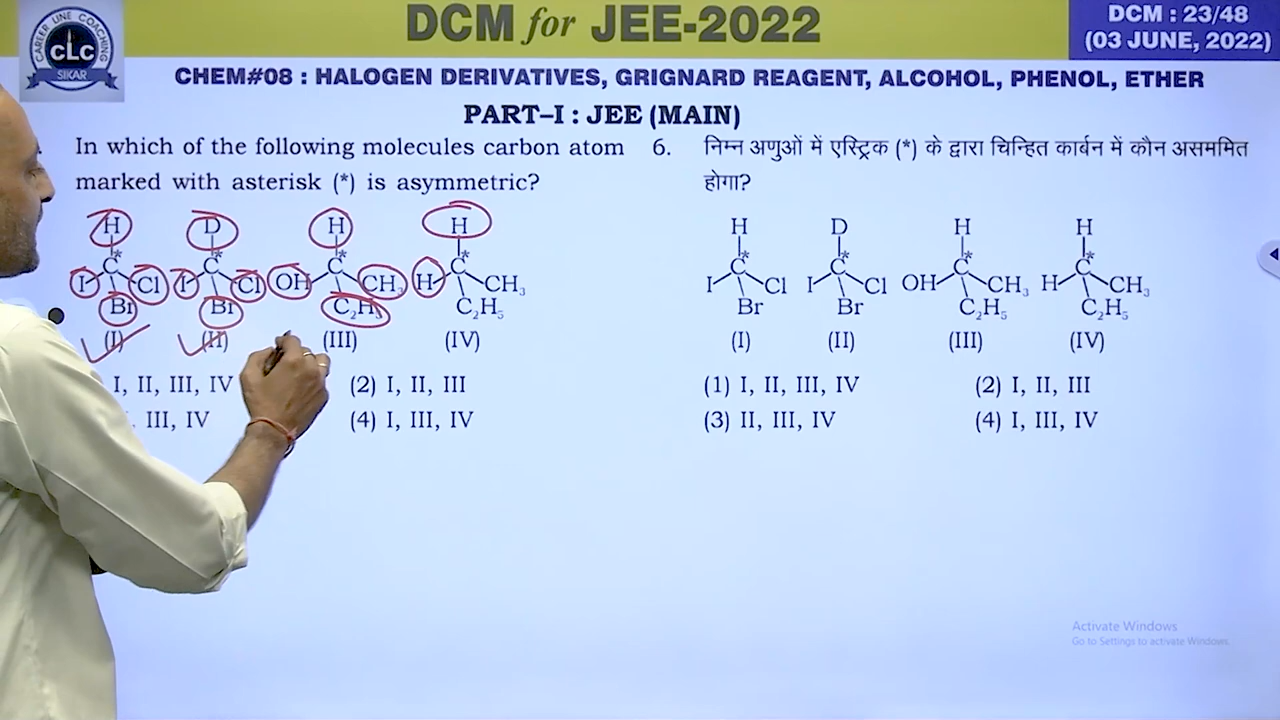 DCM for JEE-2022
DCM : 23/48
(03 JUNE, 2022)
CAREER LINE COACHING
CLC
SIKAR
CHEM#08 : HALOGEN DERIVATIVES, GRIGNARD REAGENT, ALCOHOL, PHENOL, ETHER
PART–I : JEE (MAIN)
In which of the following molecules carbon atom
marked with asterisk (*) is asymmetric?
H D H H
* * * *
I C Cl I C Cl OH C CH₃ H C CH₃
Br Br C₂H₅ C₂H₅
(I) (II) (III) (IV)
I, II, III, IV (2) I, II, III
III, IV (4) I, III, IV
6. निम्न अणुओं में एस्ट्रिक (*) के द्वारा चिन्हित कार्बन में कौन असममित
होगा?
H D H H
* * * *
I C Cl I C Cl OH C CH₃ H C CH₃
Br Br C₂H₅ C₂H₅
(I) (II) (III) (IV)
(1) I, II, III, IV (2) I, II, III
(3) II, III, IV (4) I, III, IV
Activate Windows
Go to Settings to activate Windows.